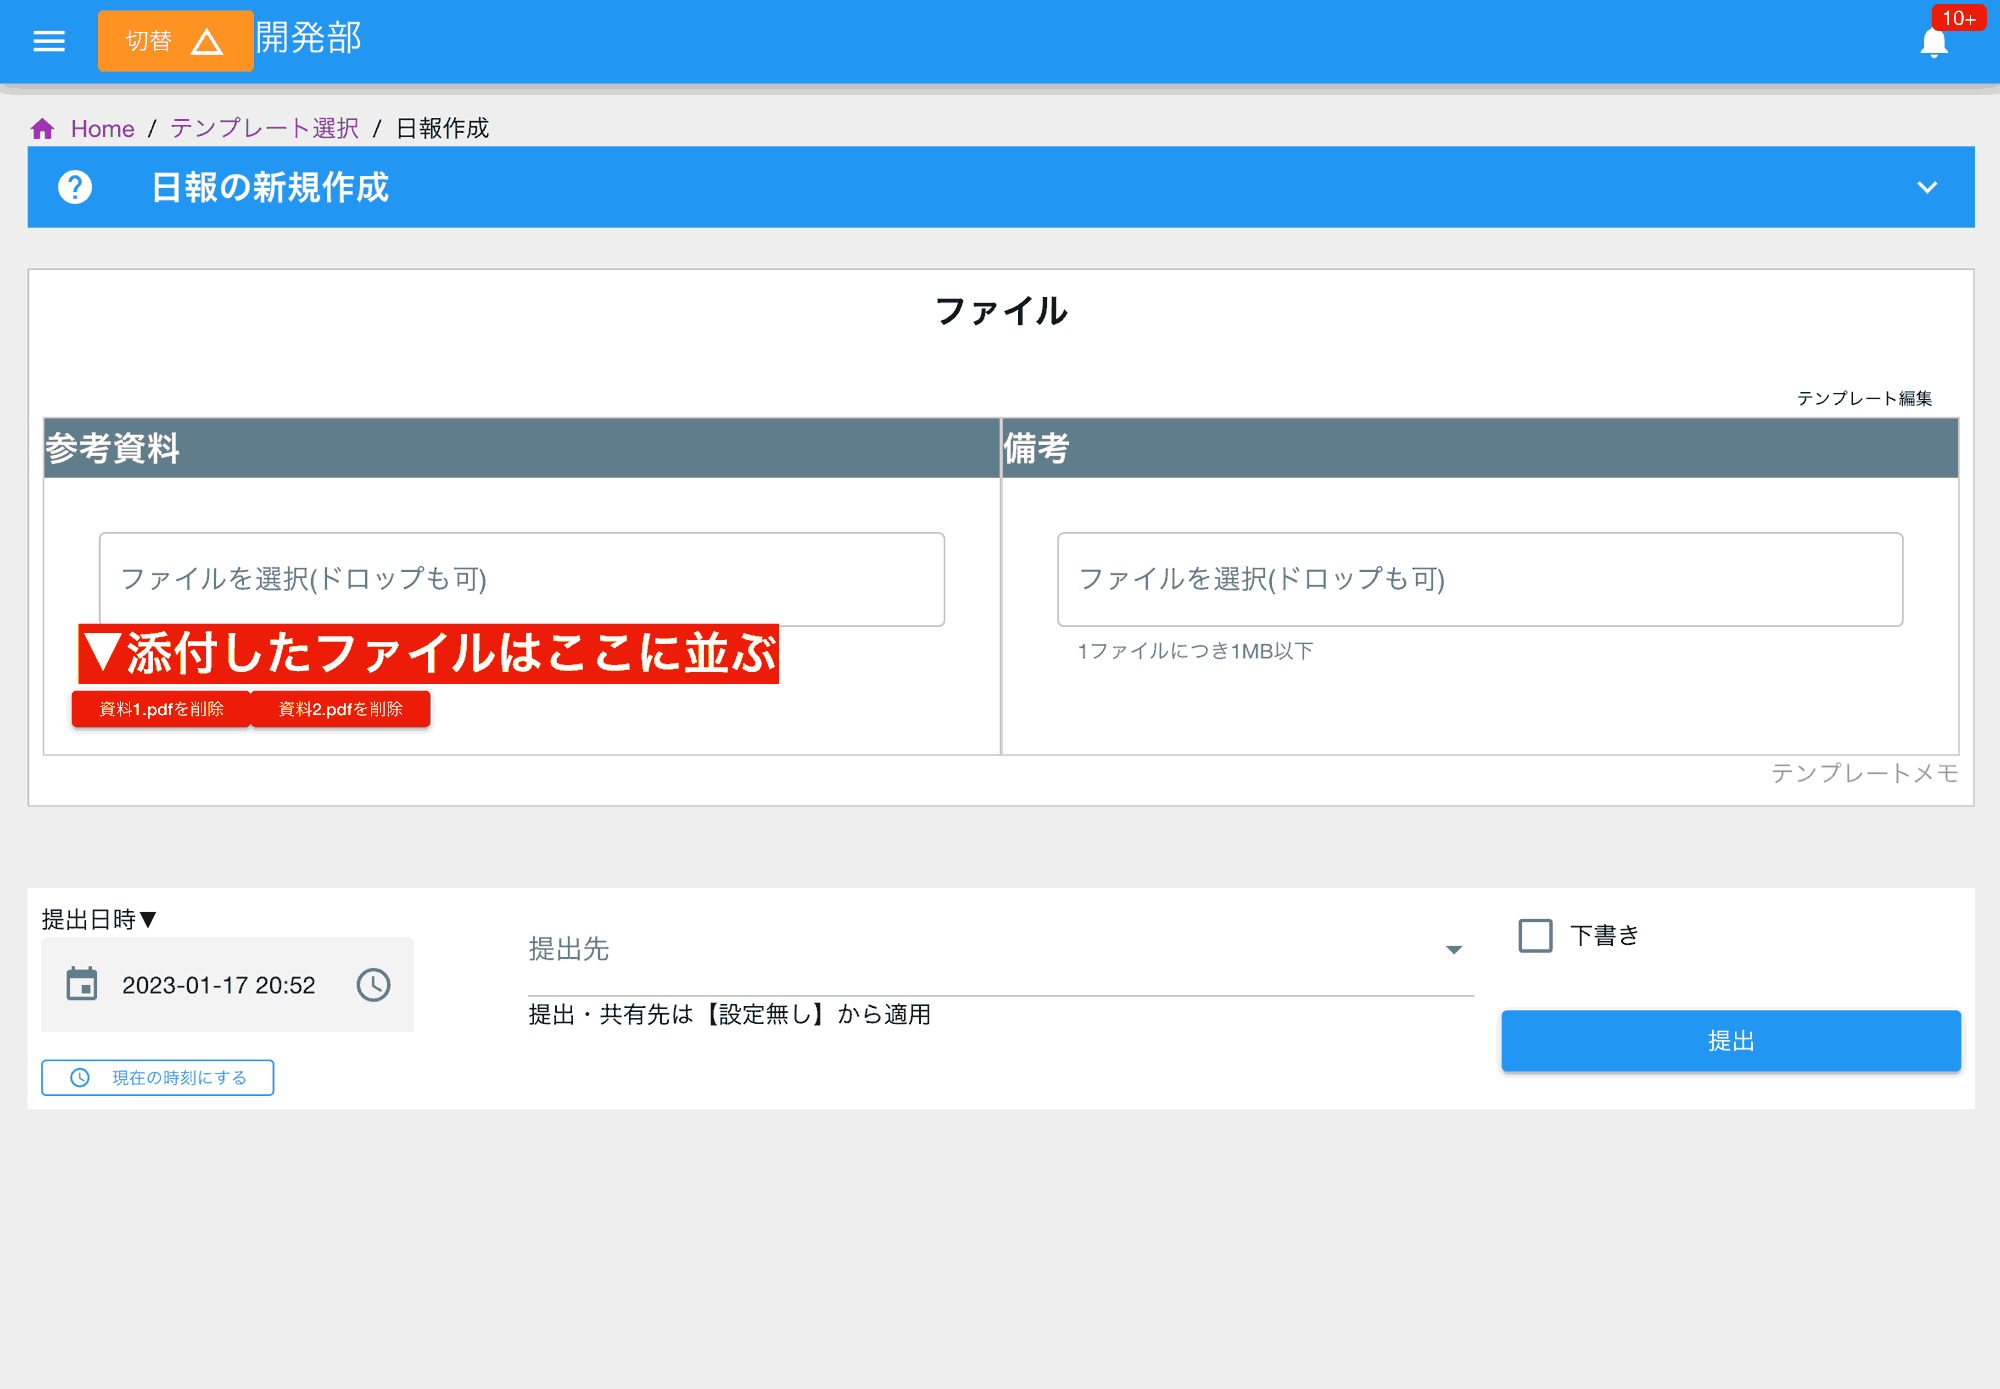 切替
開発部
10+
Home / テンプレート選択 / 日報作成
日報の新規作成
ファイル
テンプレート編集
参考資料
備考
ファイルを選択(ドロップも可)
ファイルを選択(ドロップも可)
▼添付したファイルはここに並ぶ
1ファイルにつき1MB以下
資料1.pdfを削除
資料2.pdfを削除
テンプレートメモ
提出日時▼
2023-01-17 20:52
現在の時刻にする
提出先
提出・共有先は【設定無し】から適用
下書き
提出